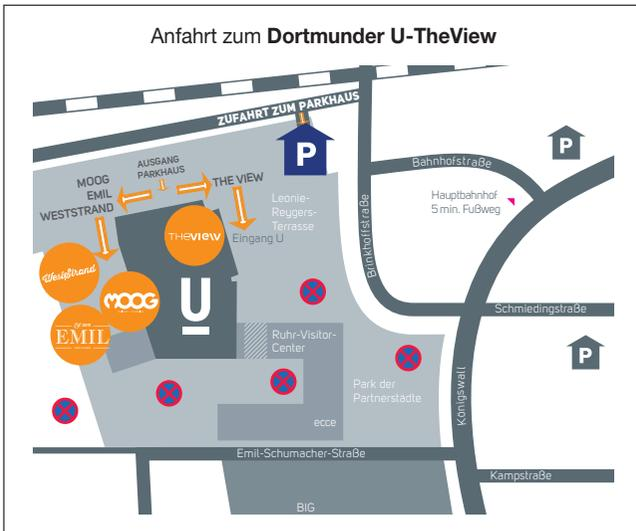 Anfahrt zum Dortmunder U-TheView
ZUFAHRT ZUM PARKHAUS
P
P
AUSGANG
PARKHAUS
MOOG
EMIL
WESTSTRAND
THE VIEW
Bahnhofstraße
Leonie-
Reygers-
Terrasse
Hauptbahnhof
5 min. Fußweg
Brinkhoffstraße
THEVIEW
Eingang U
Weststrand
MOOG
U
EMIL
Schmiedingstraße
Ruhr-Visitor-
Center
P
Park der
Partnerstädte
Königswall
ecce
Emil-Schumacher-Straße
Kampstraße
BIG